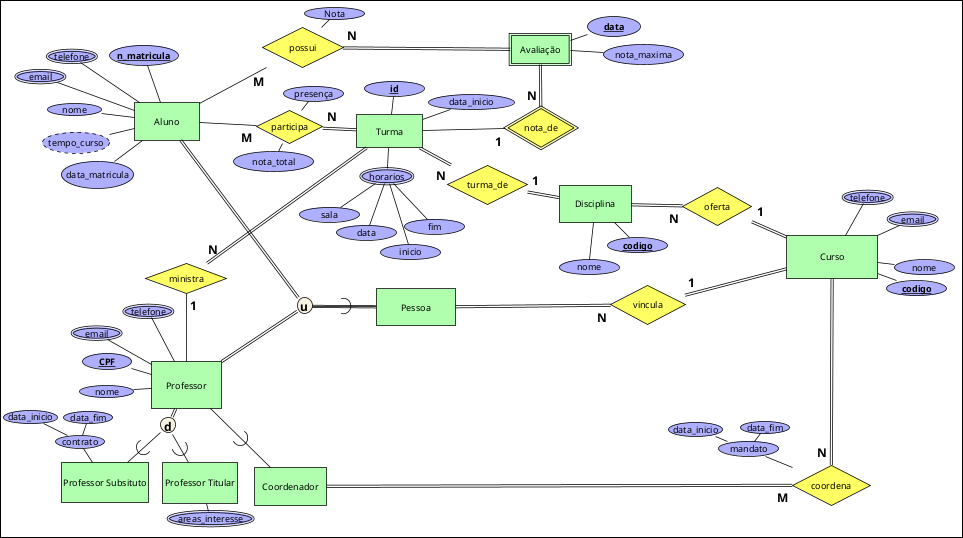 Nota
N
possui
Avaliação
data
nota_maxima
telefone
n_matricula
email
M
nome
Aluno
tempo_curso
data_matricula
presença
participa
M
N
nota_total
id
data_inicio
Turma
N
nota_de
1
horarios
sala
data
inicio
fim
N
turma_de
1
Disciplina
codigo
nome
N
oferta
1
telefone
email
Curso
nome
codigo
N
ministra
1
u
Pessoa
N
vincula
1
telefone
email
CPF
nome
Professor
d
data_inicio
data_fim
contrato
Professor Subsituto
Professor Titular
Coordenador
areas_interesse
data_inicio
data_fim
mandato
N
coordena
M